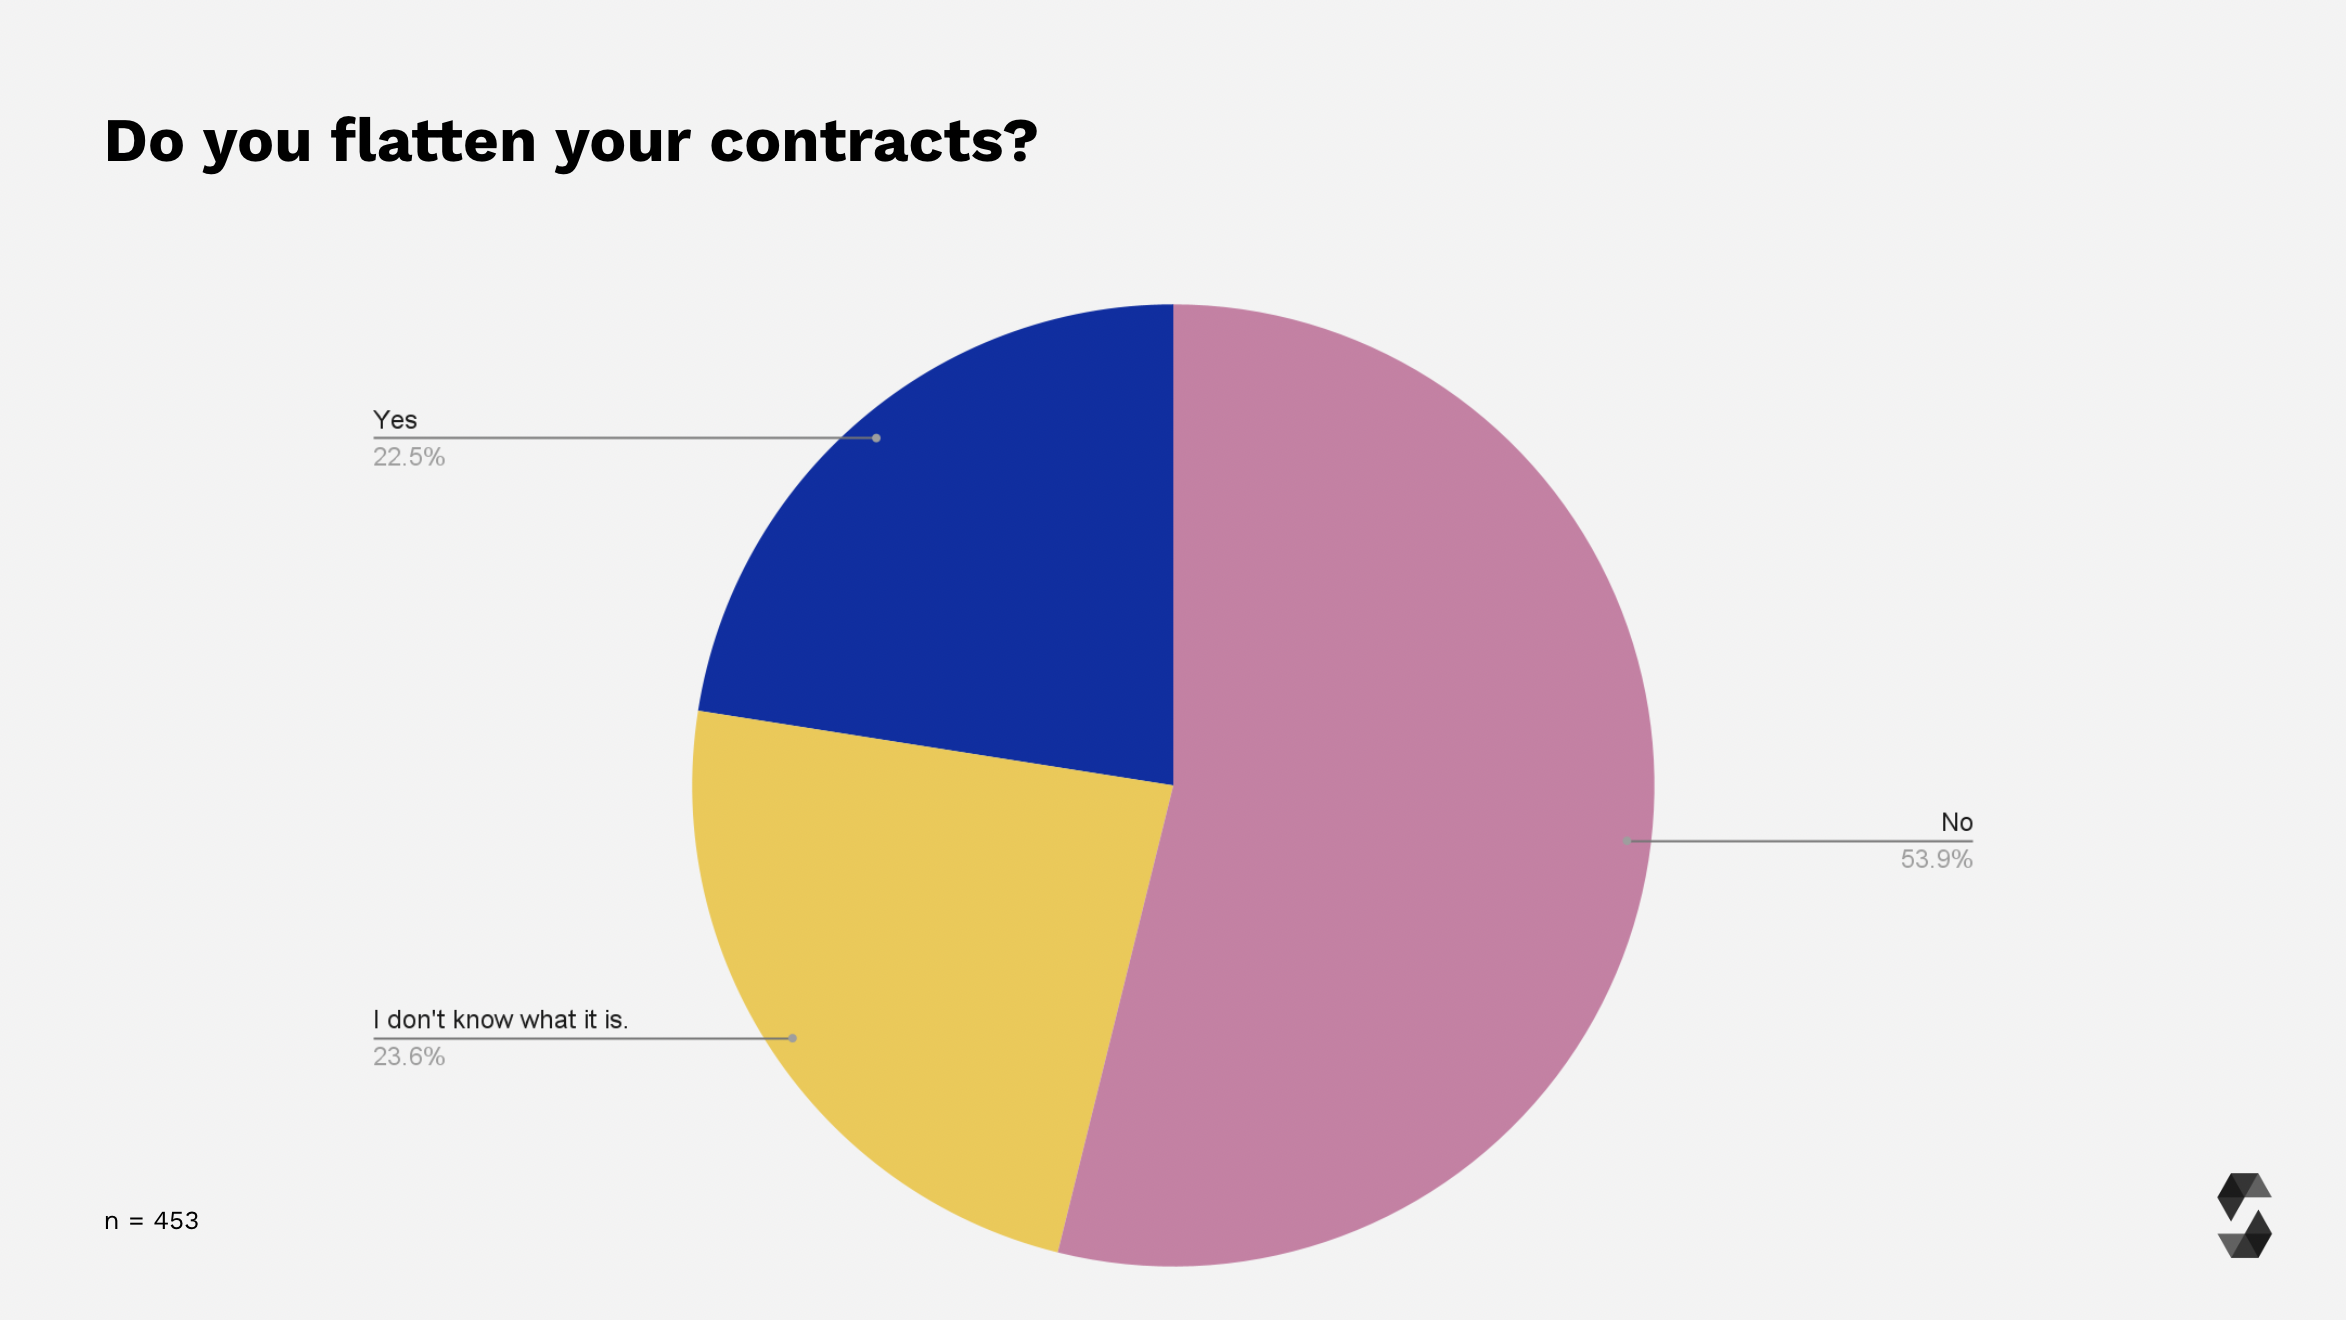 Do you flatten your contracts?
Yes
22.5%
No
53.9%
I don't know what it is.
23.6%
n = 453